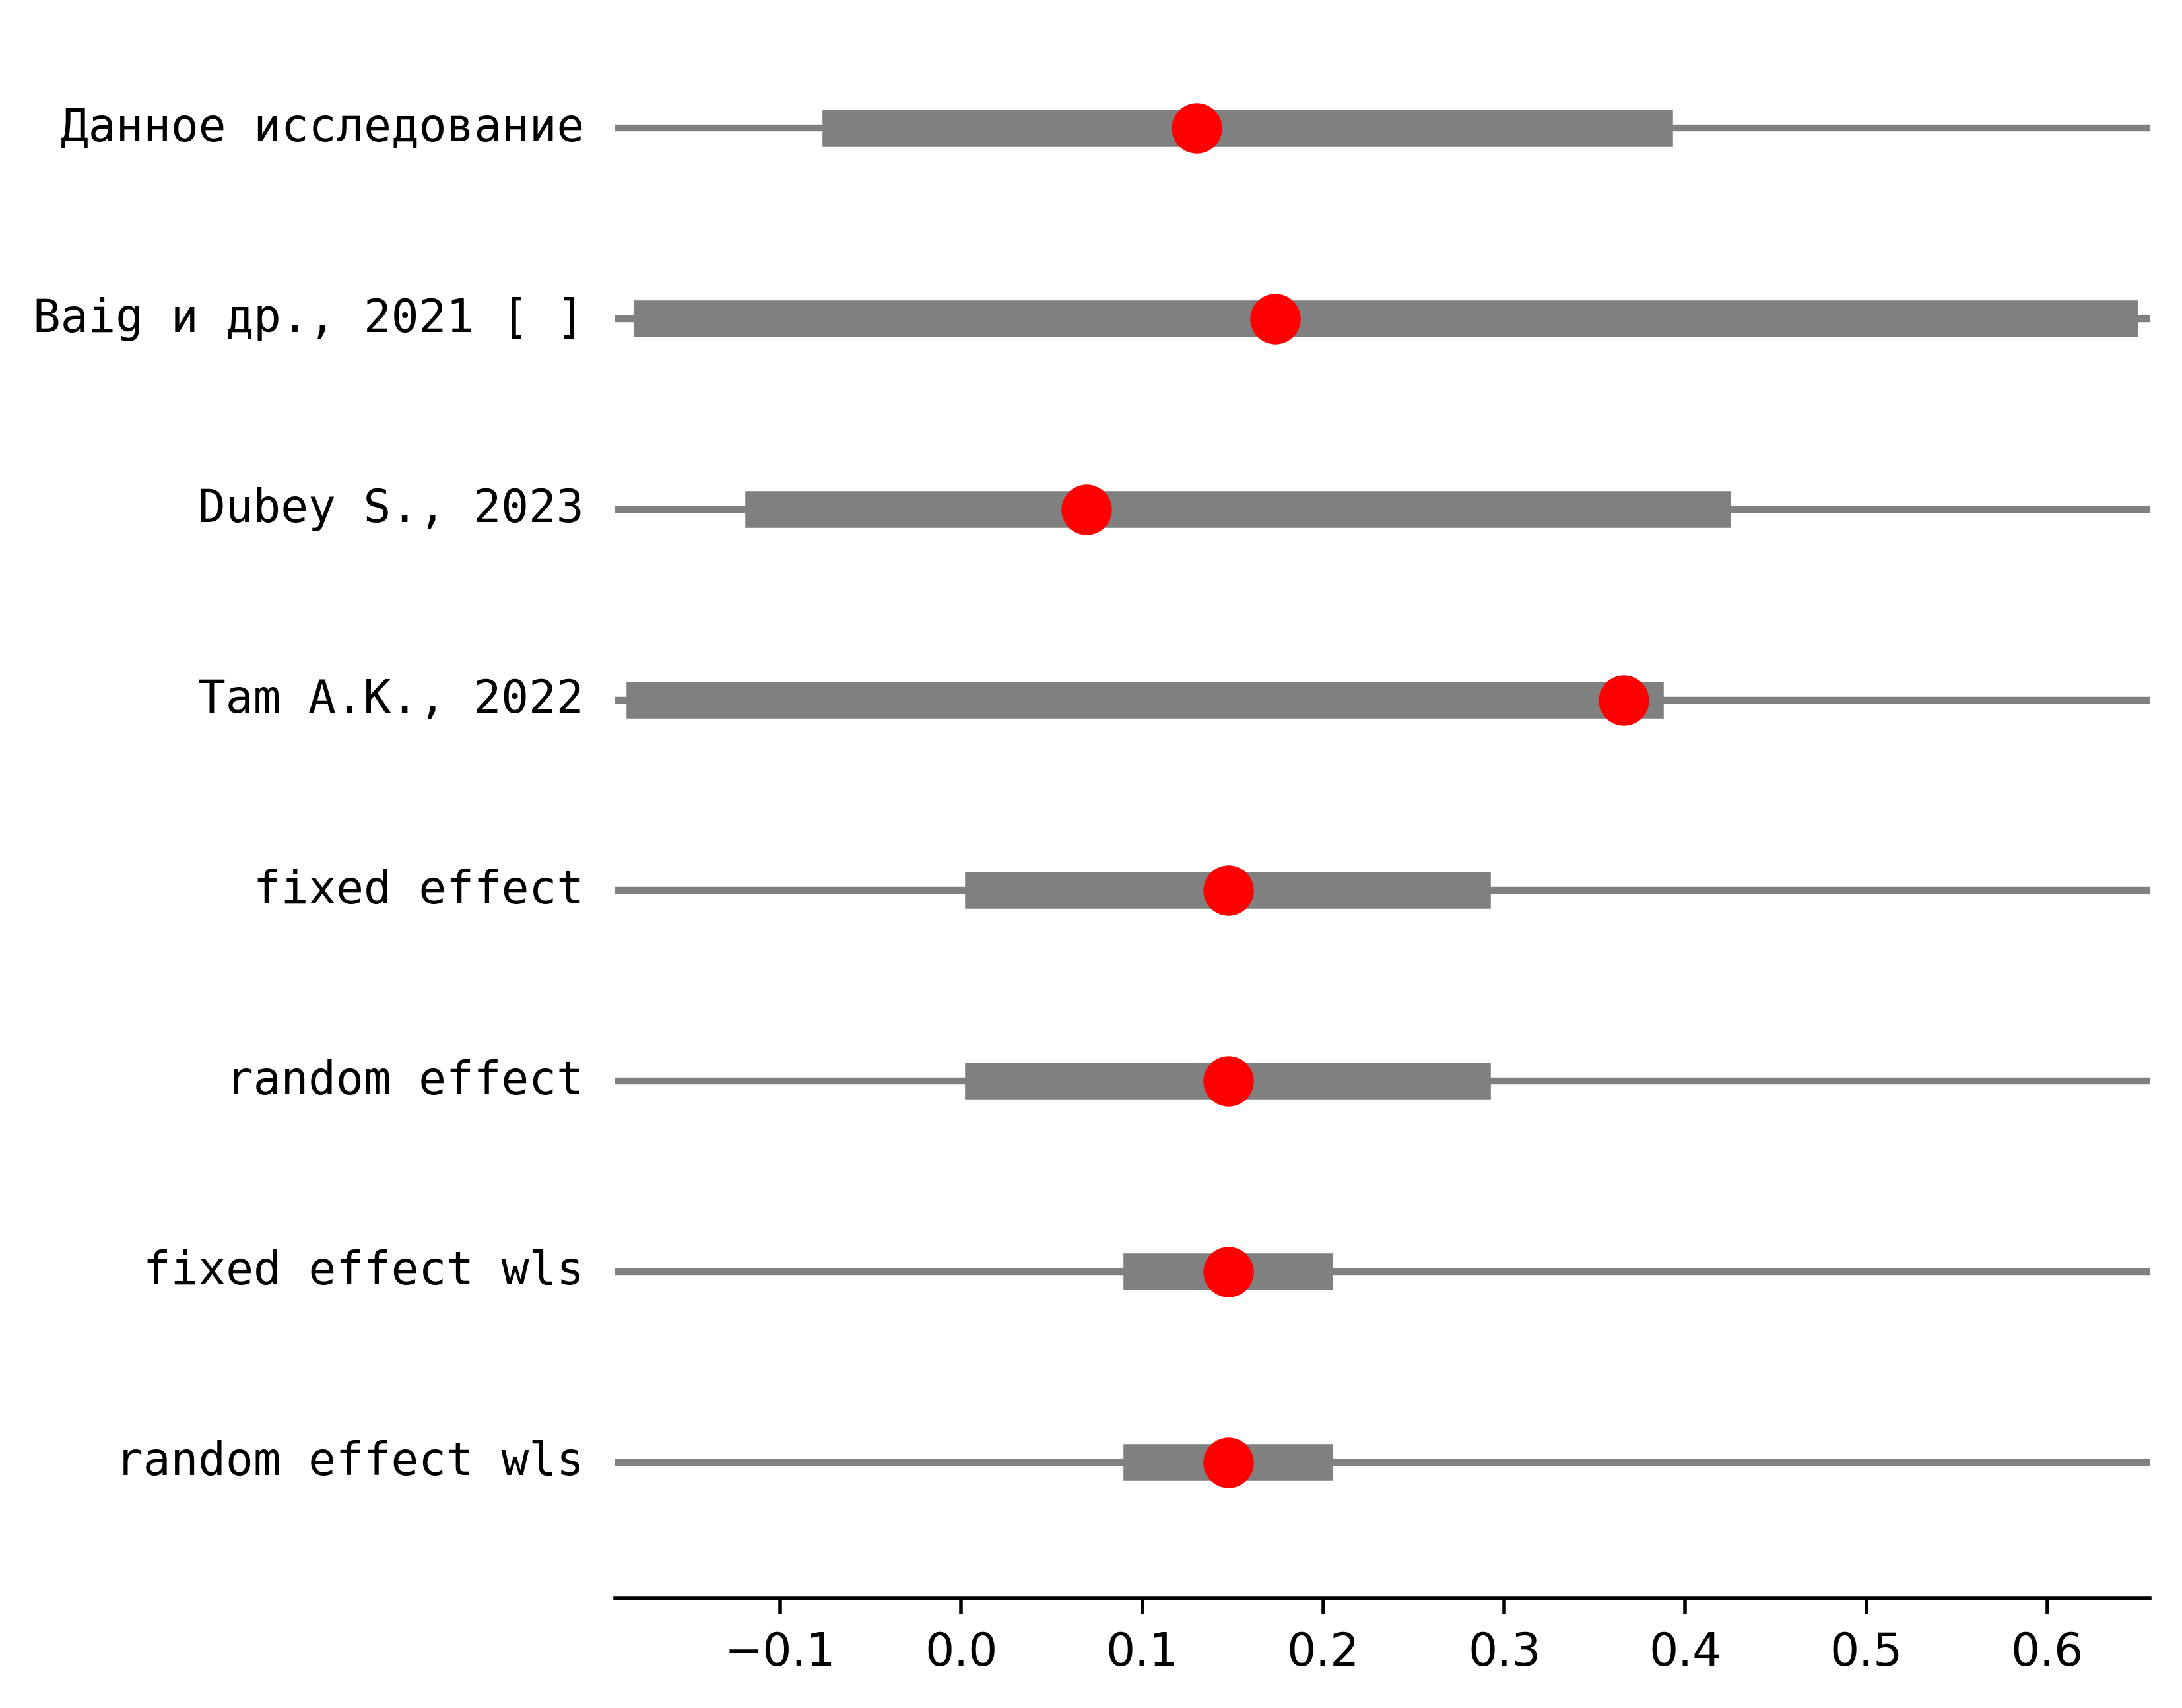 Данное исследование
Baig и др., 2021 [ ]
Dubey S., 2023
Tam A.K., 2022
fixed effect
random effect
fixed effect wls
random effect wls
−0.1 0.0 0.1 0.2 0.3 0.4 0.5 0.6